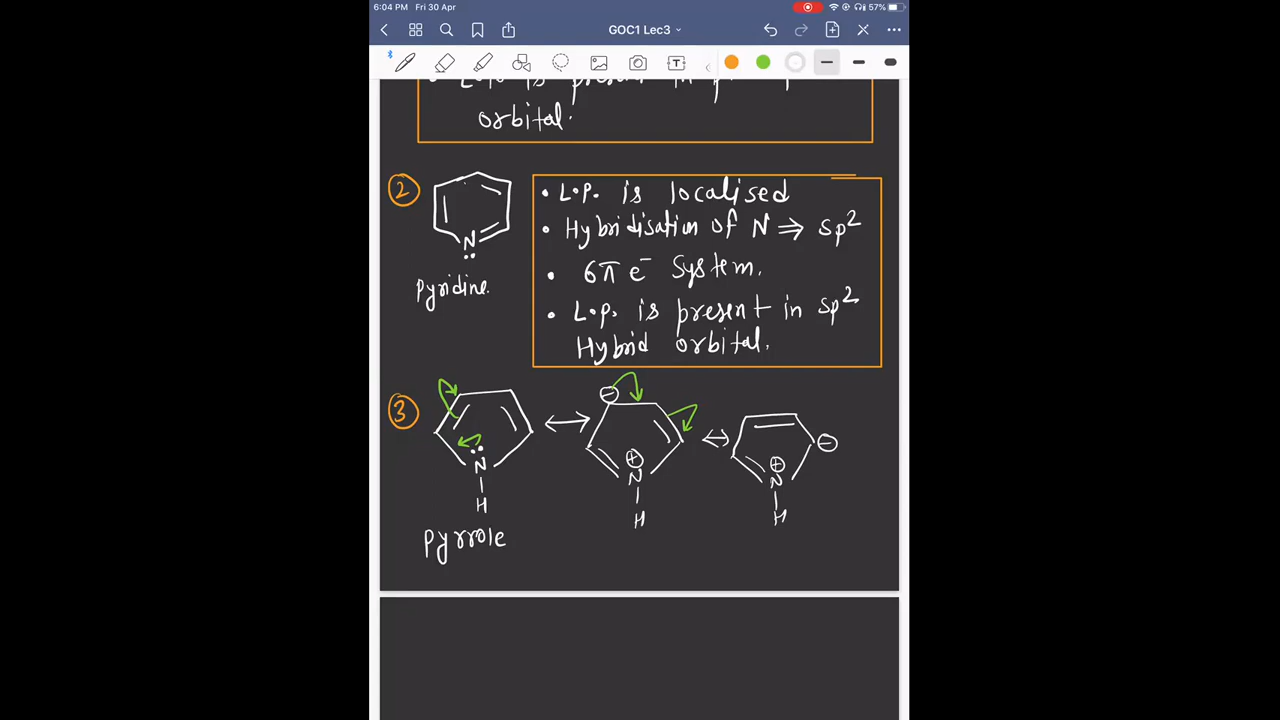 6:04 PM Fri 30 Apr
57%
GOC1 Lec3
orbital.
② N
Pyridine.
• L.P. is localised
• Hybridisation of N ⇒ sp²
• 6π e⁻ system.
• L.P. is present in sp²
Hybrid orbital.
③ N H
⊖ ⊕ N H
⊖ ⊕ N H
Pyrrole